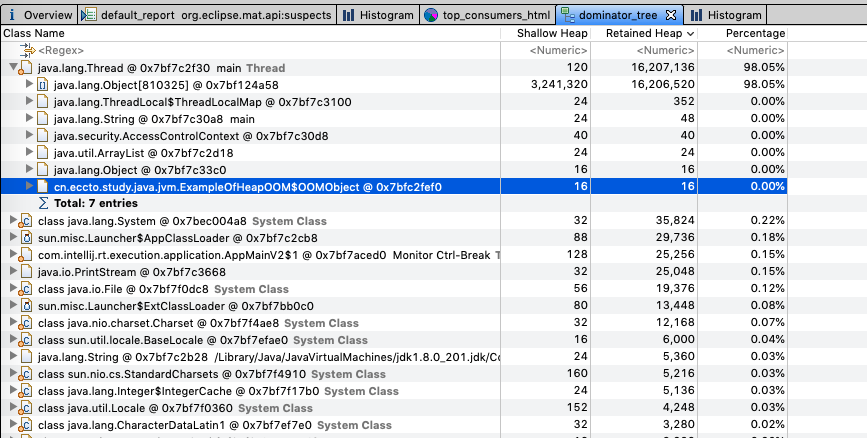 Overview default_report org.eclipse.mat.api:suspects Histogram top_consumers_html dominator_tree Histogram
Class Name Shallow Heap Retained Heap Percentage
<Regex> <Numeric> <Numeric> <Numeric>
java.lang.Thread @ 0x7bf7c2f30 main Thread 120 16,207,136 98.05%
java.lang.Object[810325] @ 0x7bf124a58 3,241,320 16,206,520 98.05%
java.lang.ThreadLocal$ThreadLocalMap @ 0x7bf7c3100 24 352 0.00%
java.lang.String @ 0x7bf7c30a8 main 24 48 0.00%
java.security.AccessControlContext @ 0x7bf7c30d8 40 40 0.00%
java.util.ArrayList @ 0x7bf7c2d18 24 24 0.00%
java.lang.Object @ 0x7bf7c33c0 16 16 0.00%
cn.eccto.study.java.jvm.ExampleOfHeapOOM$OOMObject @ 0x7bfc2fef0 16 16 0.00%
Σ Total: 7 entries
class java.lang.System @ 0x7bec004a8 System Class 32 35,824 0.22%
sun.misc.Launcher$AppClassLoader @ 0x7bf7c2cb8 88 29,736 0.18%
com.intellij.rt.execution.application.AppMainV2$1 @ 0x7bf7aced0 Monitor Ctrl-Break T 128 25,256 0.15%
java.io.PrintStream @ 0x7bf7c3668 32 25,048 0.15%
class java.io.File @ 0x7bf7f0dc8 System Class 56 19,376 0.12%
sun.misc.Launcher$ExtClassLoader @ 0x7bf7bb0c0 80 13,448 0.08%
class java.nio.charset.Charset @ 0x7bf7f4ae8 System Class 32 12,168 0.07%
class sun.util.locale.BaseLocale @ 0x7bf7efae0 System Class 16 6,000 0.04%
java.lang.String @ 0x7bf7c2b28 /Library/Java/JavaVirtualMachines/jdk1.8.0_201.jdk/Co 24 5,360 0.03%
class sun.nio.cs.StandardCharsets @ 0x7bf7f4910 System Class 160 5,216 0.03%
class java.lang.Integer$IntegerCache @ 0x7bf7f17b0 System Class 24 5,136 0.03%
class java.util.Locale @ 0x7bf7f0360 System Class 152 4,248 0.03%
class java.lang.CharacterDataLatin1 @ 0x7bf7ef7e0 System Class 32 3,280 0.02%